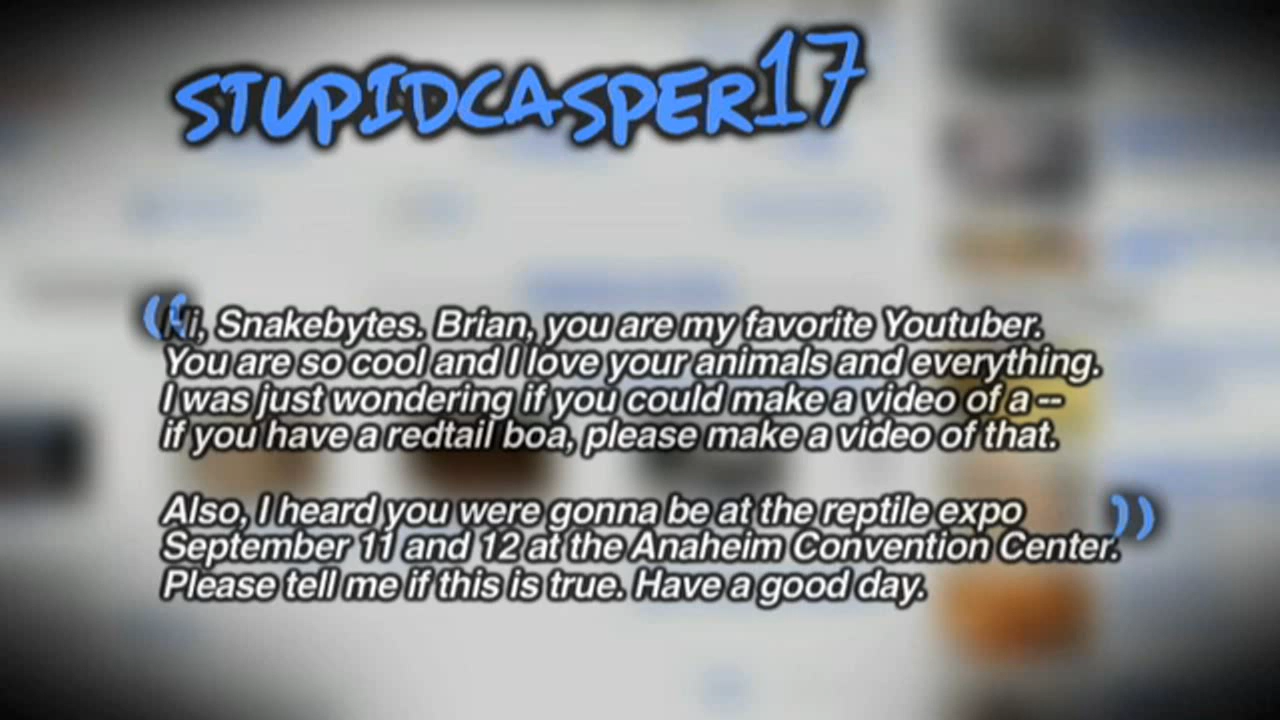 STUPIDCASPER17
“Hi, Snakebytes. Brian, you are my favorite Youtuber.
You are so cool and I love your animals and everything.
I was just wondering if you could make a video of a --
if you have a redtail boa, please make a video of that.
Also, I heard you were gonna be at the reptile expo
September 11 and 12 at the Anaheim Convention Center.”
Please tell me if this is true. Have a good day.